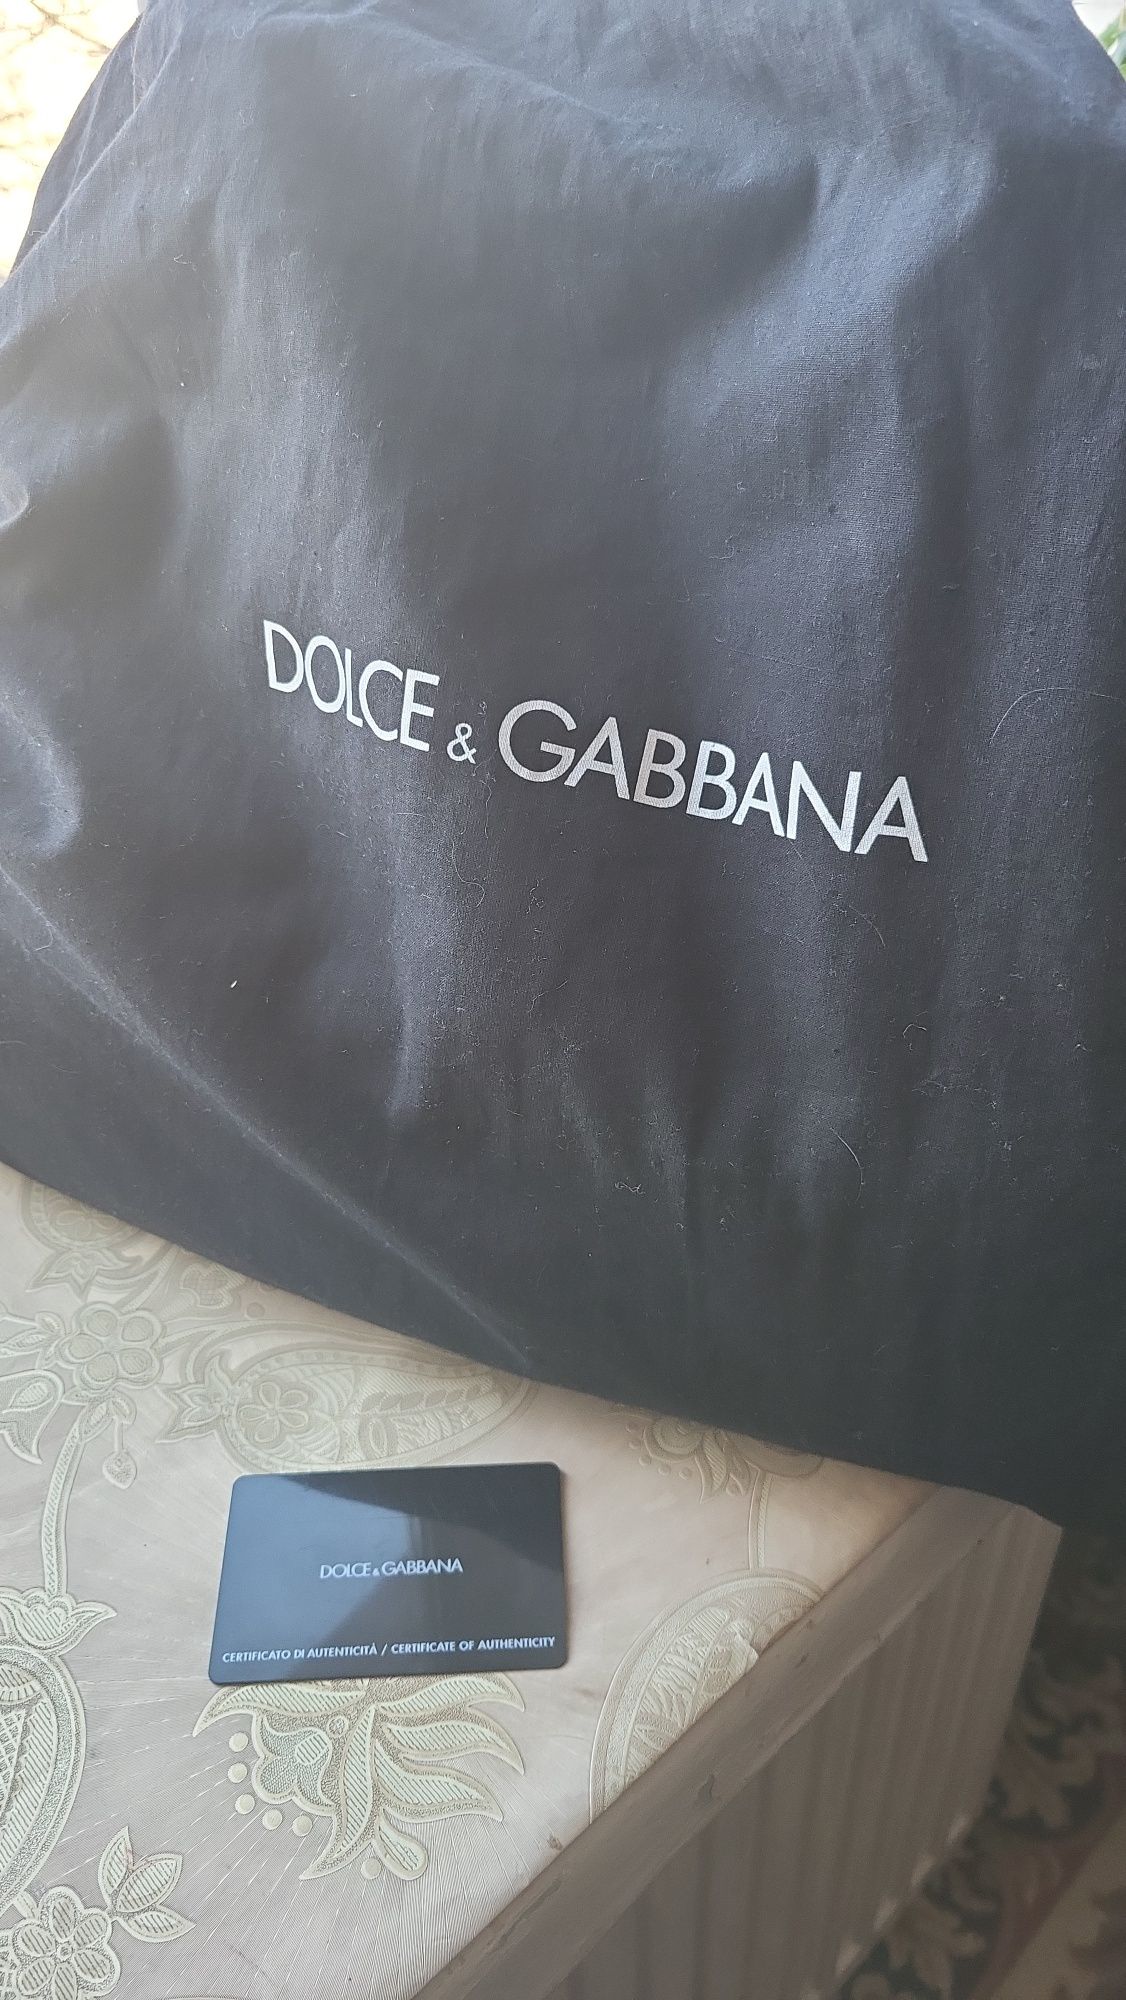 DOLCE & GABBANA
DOLCE & GABBANA
CERTIFICATO DI AUTENTICITÀ / CERTIFICATE OF AUTHENTICITY